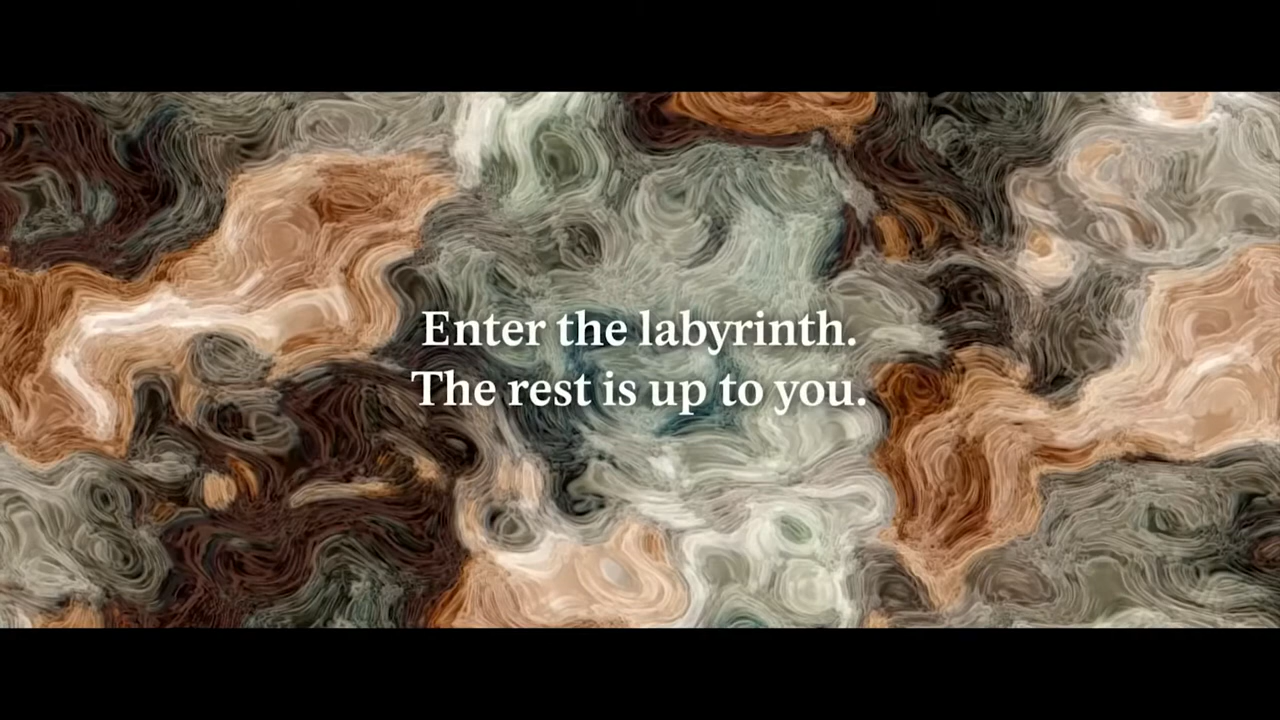 Enter the labyrinth.
The rest is up to you.